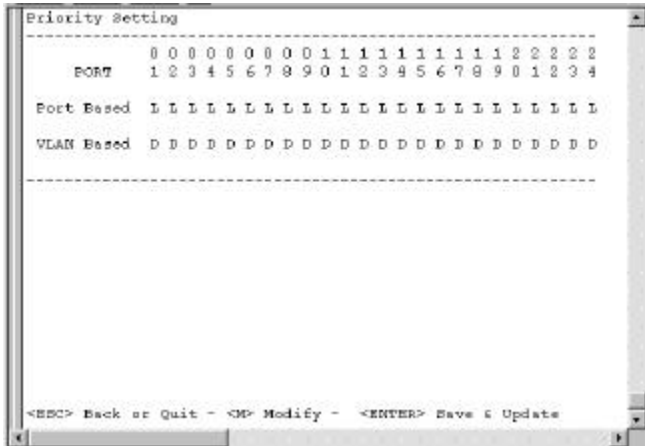 Priority Setting
--------------------------------------------------------------
0 0 0 0 0 0 0 0 0 1 1 1 1 1 1 1 1 1 1 2 2 2 2 2
PORT 1 2 3 4 5 6 7 8 9 0 1 2 3 4 5 6 7 8 9 0 1 2 3 4
Port Based L L L L L L L L L L L L L L L L L L L L L L L L
VLAN Based D D D D D D D D D D D D D D D D D D D D D D D D
--------------------------------------------------------------
<ESC> Back or Quit - <M> Modify - <ENTER> Save & Update